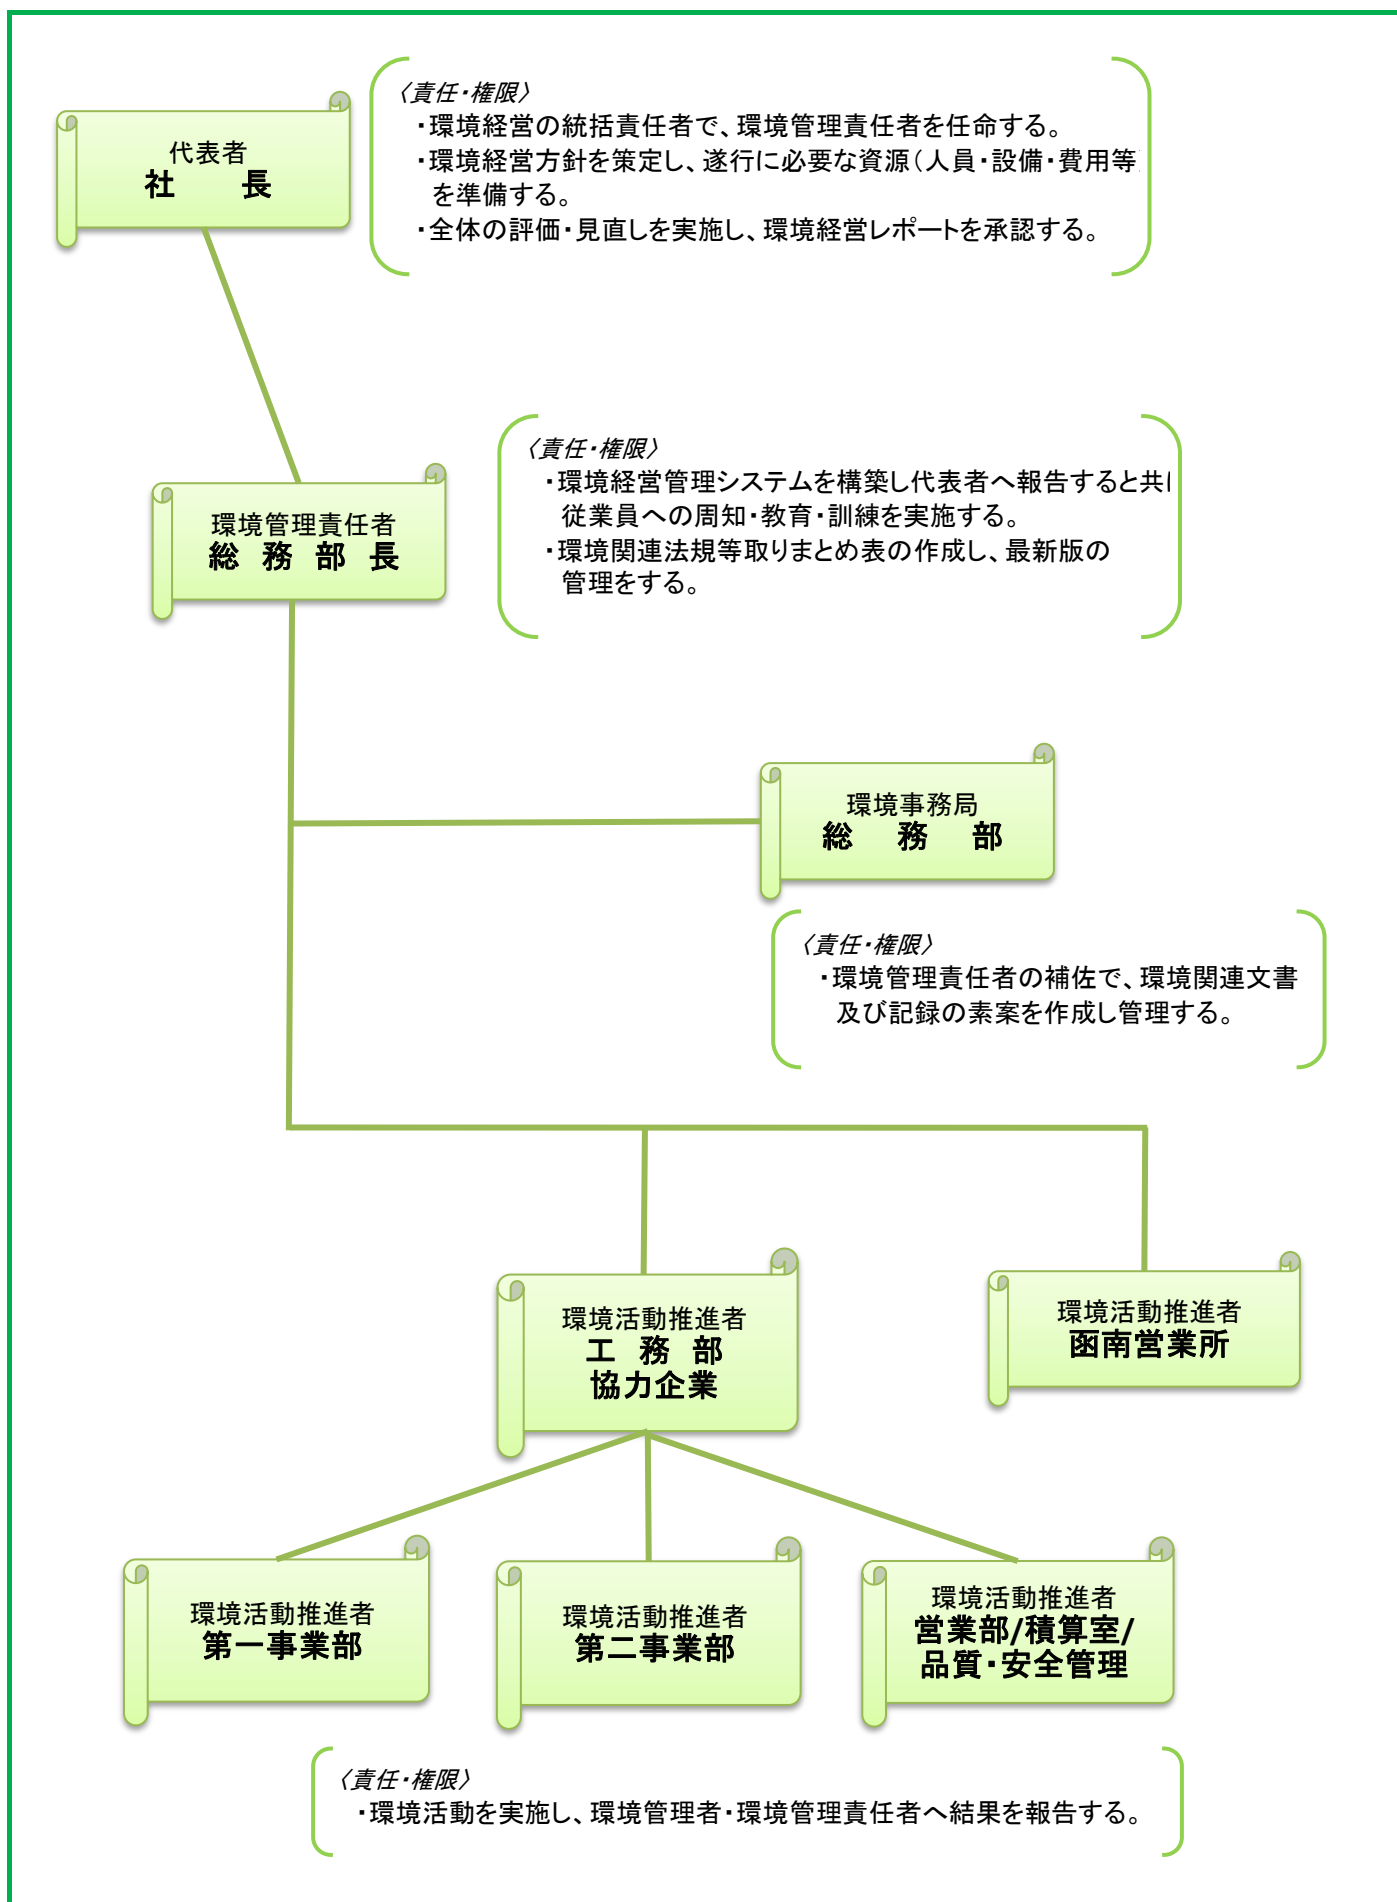 代表者
社　　長
〈責任・権限〉
・環境経営の統括責任者で、環境管理責任者を任命する。
・環境経営方針を策定し、遂行に必要な資源（人員・設備・費用等
を準備する。
・全体の評価・見直しを実施し、環境経営レポートを承認する。
環境管理責任者
総　務　部　長
〈責任・権限〉
・環境経営管理システムを構築し代表者へ報告すると共に
従業員への周知・教育・訓練を実施する。
・環境関連法規等取りまとめ表の作成し、最新版の
管理をする。
環境事務局
総　務　部
〈責任・権限〉
・環境管理責任者の補佐で、環境関連文書
及び記録の素案を作成し管理する。
環境活動推進者
工　務　部
協力企業
環境活動推進者
函南営業所
環境活動推進者
第一事業部
環境活動推進者
第二事業部
環境活動推進者
営業部/積算室/
品質・安全管理
〈責任・権限〉
・環境活動を実施し、環境管理者・環境管理責任者へ結果を報告する。